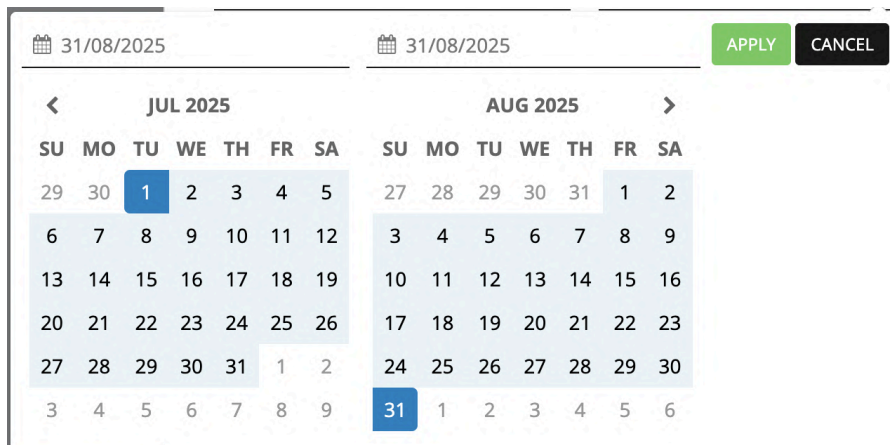 31/08/2025 31/08/2025 APPLY CANCEL
JUL 2025 AUG 2025
SU MO TU WE TH FR SA SU MO TU WE TH FR SA
29 30 1 2 3 4 5 27 28 29 30 31 1 2
6 7 8 9 10 11 12 3 4 5 6 7 8 9
13 14 15 16 17 18 19 10 11 12 13 14 15 16
20 21 22 23 24 25 26 17 18 19 20 21 22 23
27 28 29 30 31 1 2 24 25 26 27 28 29 30
3 4 5 6 7 8 9 31 1 2 3 4 5 6